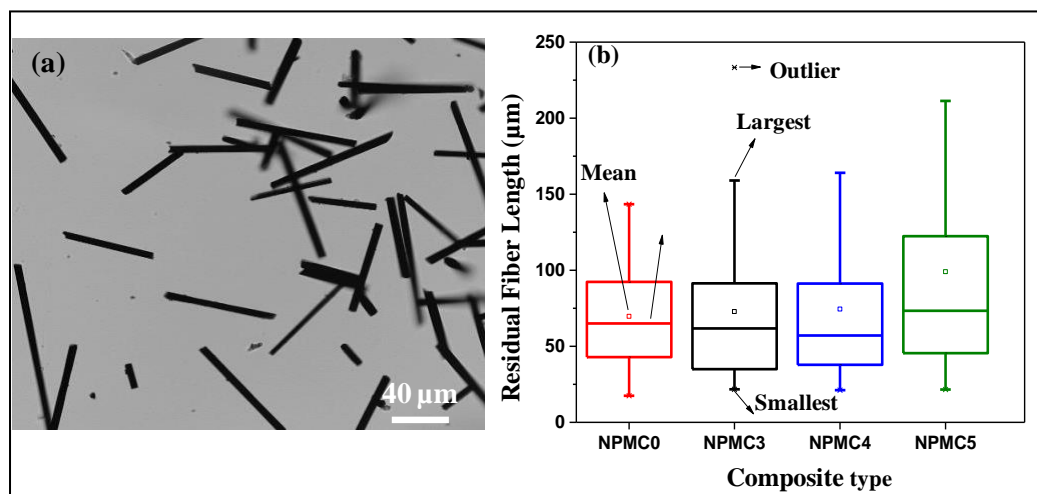 (a)
40 µm
(b)
250
200
150
100
50
0
Residual Fiber Length (µm)
Outlier
Largest
Mean
Smallest
NPMC0 NPMC3 NPMC4 NPMC5
Composite type